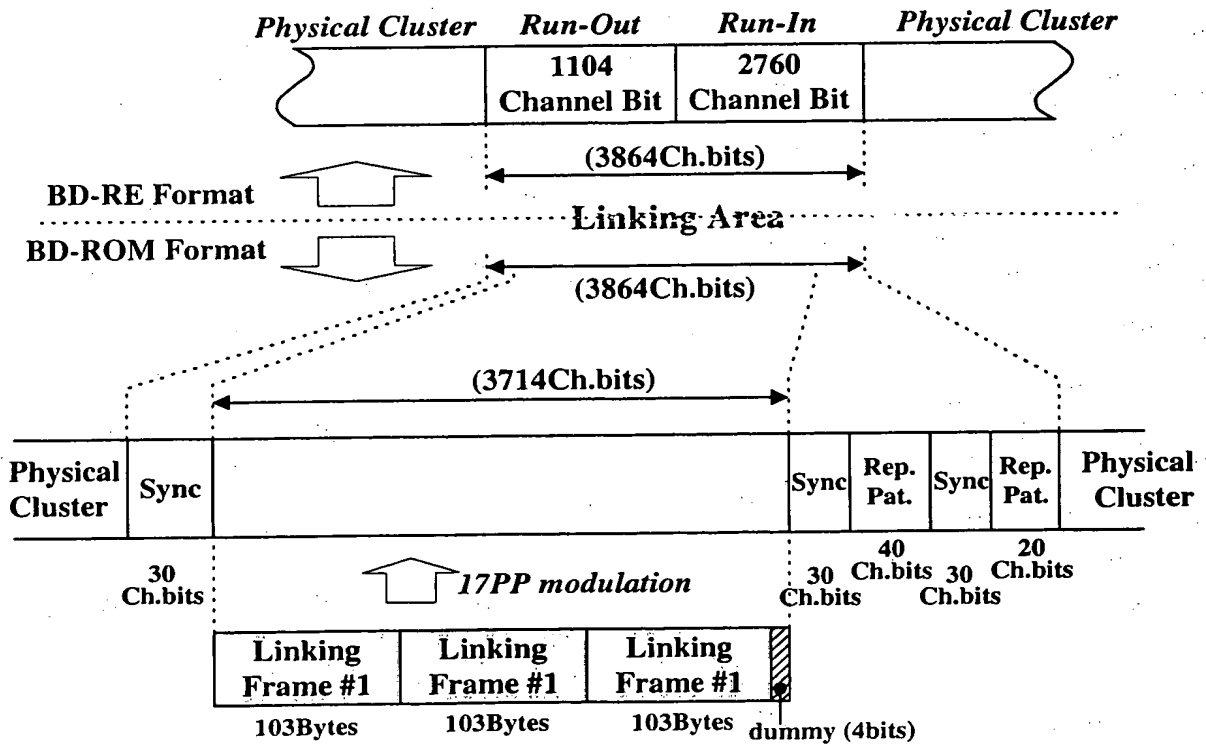 Physical Cluster Run-Out Run-In Physical Cluster
1104 Channel Bit
2760 Channel Bit
(3864Ch.bits)
BD-RE Format
Linking Area
BD-ROM Format
(3864Ch.bits)
(3714Ch.bits)
Physical Cluster
Sync
Sync
Rep. Pat.
Sync
Rep. Pat.
Physical Cluster
30 Ch.bits
17PP modulation
30 Ch.bits
40 Ch.bits
30 Ch.bits
20 Ch.bits
Linking Frame #1
Linking Frame #1
Linking Frame #1
103Bytes
103Bytes
103Bytes
dummy (4bits)